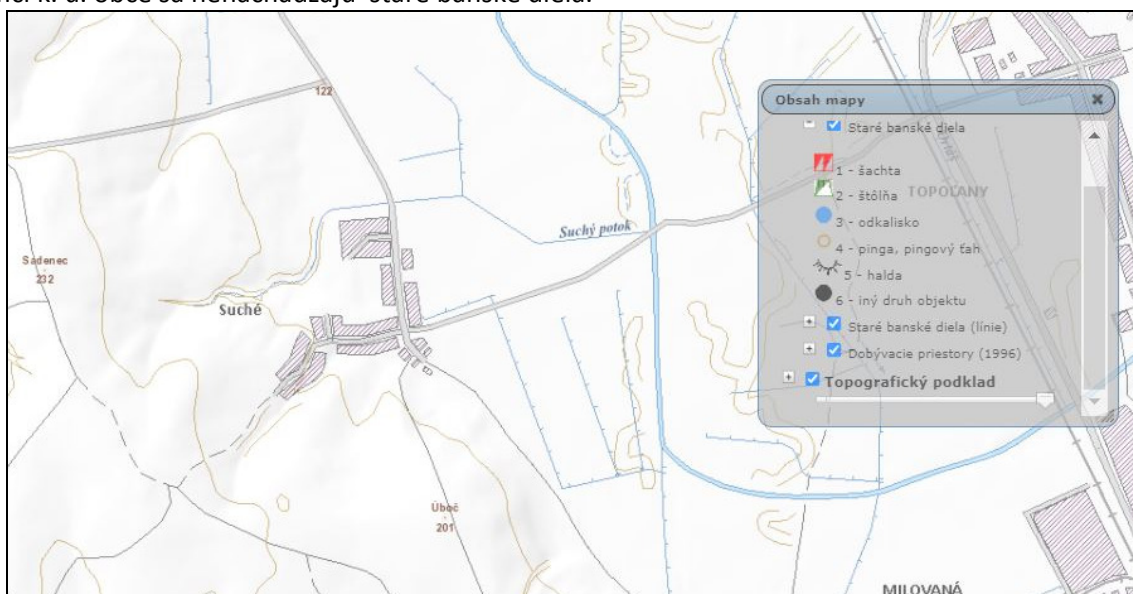 k. ú. obce sa nenachádzajú staré banské diela.
122
Obsah mapy
Staré banské diela
1 - šachta
2 - štôlňa
TOPOĽANY
3 - odkalisko
Suchý potok
4 - pinga, pingový ťah
5 - halda
Sádenec
232
6 - iný druh objektu
Suché
Staré banské diela (línie)
Dobývacie priestory (1996)
Topografický podklad
Úboč
201
MILOVANÁ